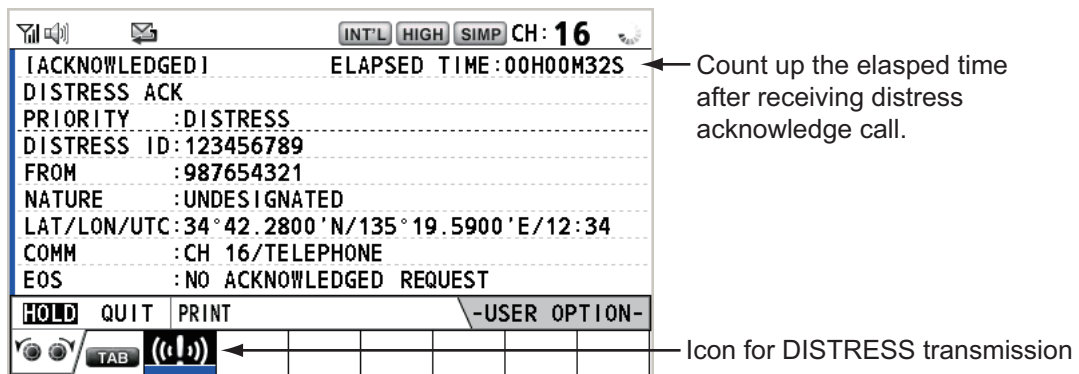 INT'L HIGH SIMP CH: 16
[ACKNOWLEDGED] ELAPSED TIME:00H00M32S
DISTRESS ACK
PRIORITY :DISTRESS
DISTRESS ID:123456789
FROM :987654321
NATURE :UNDESIGNATED
LAT/LON/UTC:34°42.2800'N/135°19.5900'E/12:34
COMM :CH 16/TELEPHONE
EOS :NO ACKNOWLEDGED REQUEST
HOLD QUIT PRINT -USER OPTION-
TAB
Count up the elasped time
after receiving distress
acknowledge call.
Icon for DISTRESS transmission